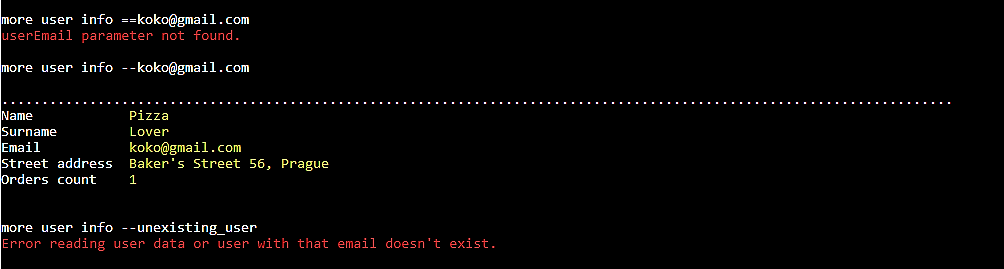 more user info ==koko@gmail.com
userEmail parameter not found.
more user info --koko@gmail.com
.......................................................................................................................
Name Pizza
Surname Lover
Email koko@gmail.com
Street address Baker's Street 56, Prague
Orders count 1
more user info --unexisting_user
Error reading user data or user with that email doesn't exist.